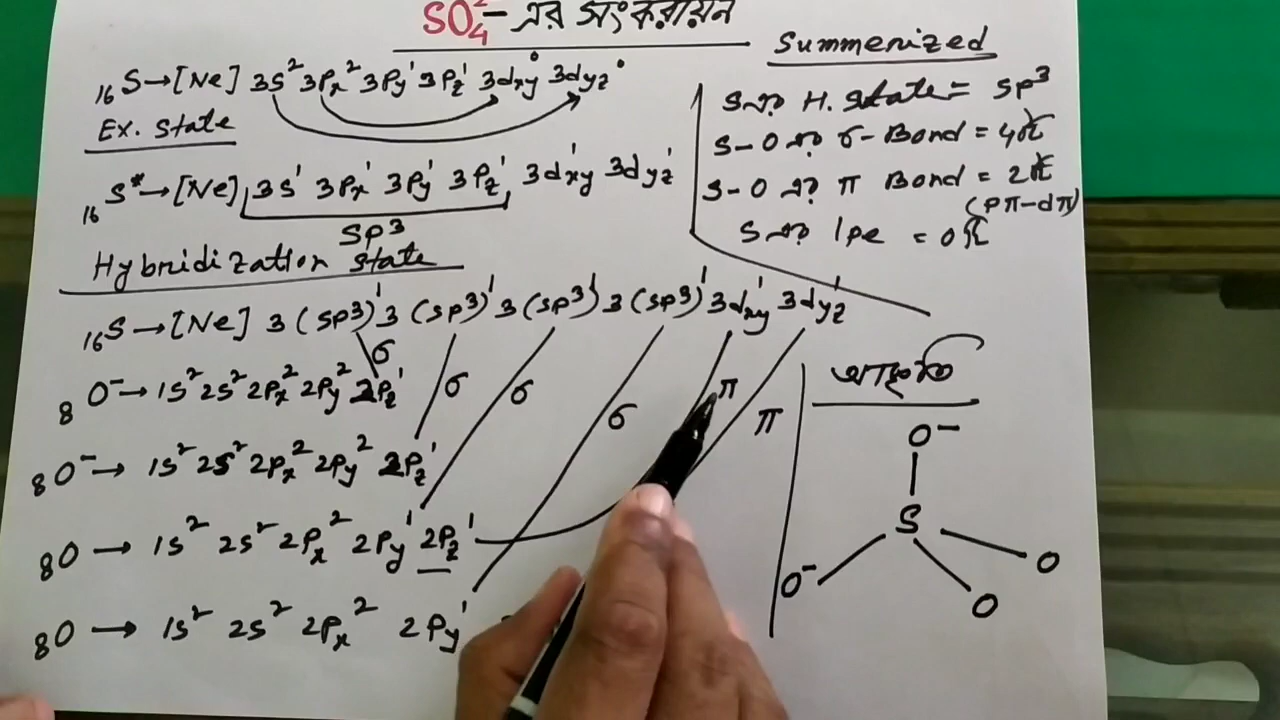 SO₄²⁻ এর সংকরায়ন
₁₆S→[Ne] 3s² 3Px² 3Py¹ 3Pz¹ 3dxy⁰ 3dyz⁰
Ex. State
₁₆S*→[Ne] 3s¹ 3Px¹ 3Py¹ 3Pz¹ 3d¹xy 3dyz¹
sp³
Hybridization state
₁₆S→[Ne] 3(sp³)¹ 3(sp³)¹ 3(sp³)¹ 3(sp³)¹ 3dxy¹ 3dyz¹
σ σ σ σ π π
₈O⁻→ 1s² 2s² 2Px² 2Py² 2Pz¹
₈O⁻→ 1s² 2s² 2Px² 2Py² 2Pz¹
₈O → 1s² 2s² 2Px² 2Py¹ 2Pz¹
₈O → 1s² 2s² 2Px² 2Py¹
Summenized
S এর H. State = sp³
S-O এর σ-Bond = 4টি
S-O এর π Bond = 2টি
(Pπ-dπ)
S এর lpe = 0টি
আকৃতি
O⁻
S
O⁻ O O